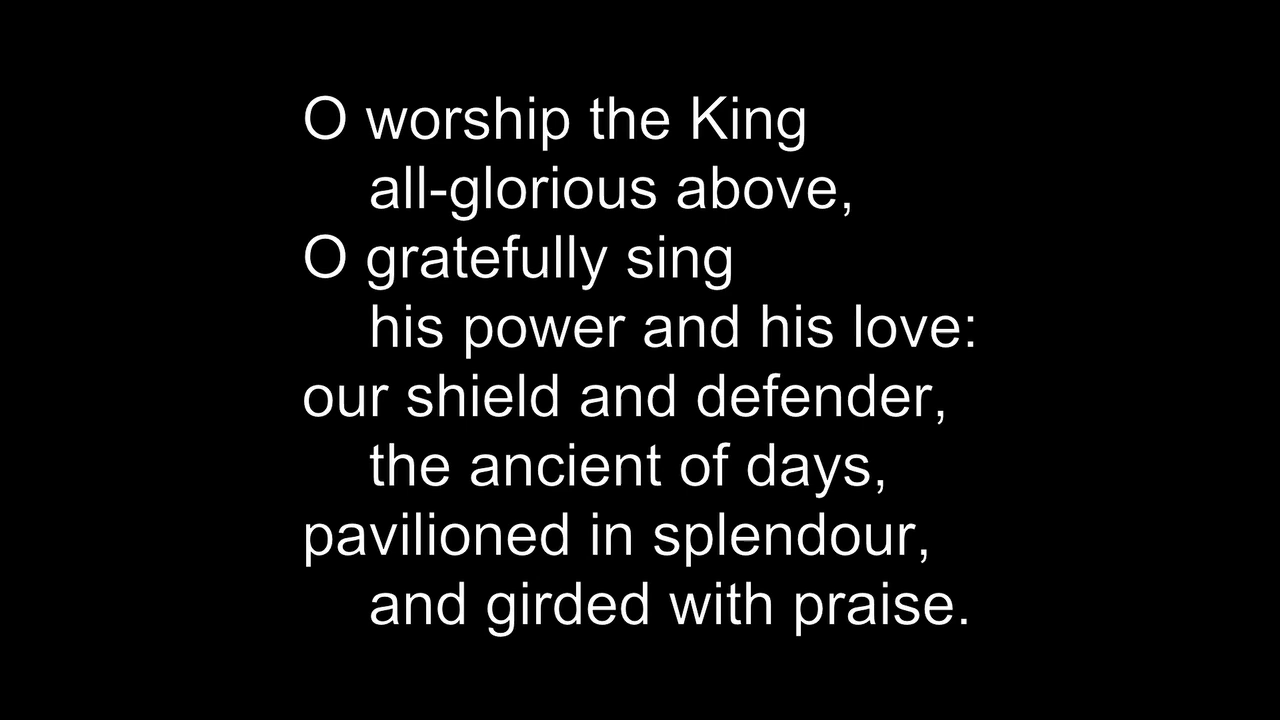 O worship the King
all-glorious above,
O gratefully sing
his power and his love:
our shield and defender,
the ancient of days,
pavilioned in splendour,
and girded with praise.